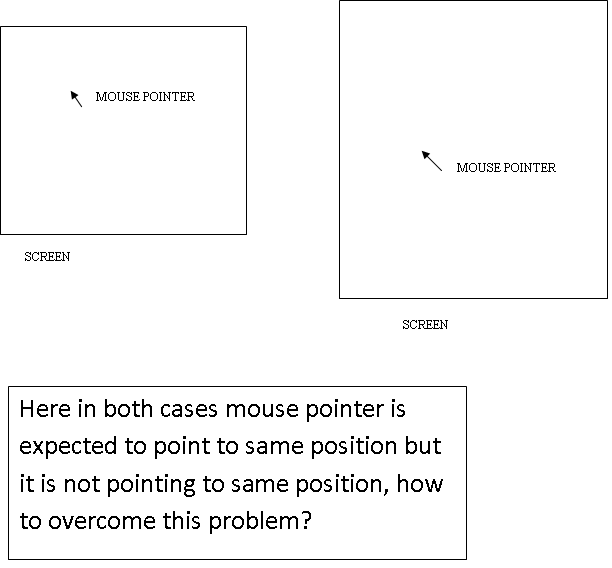 MOUSE POINTER
MOUSE POINTER
SCREEN
SCREEN
Here in both cases mouse pointer is
expected to point to same position but
it is not pointing to same position, how
to overcome this problem?